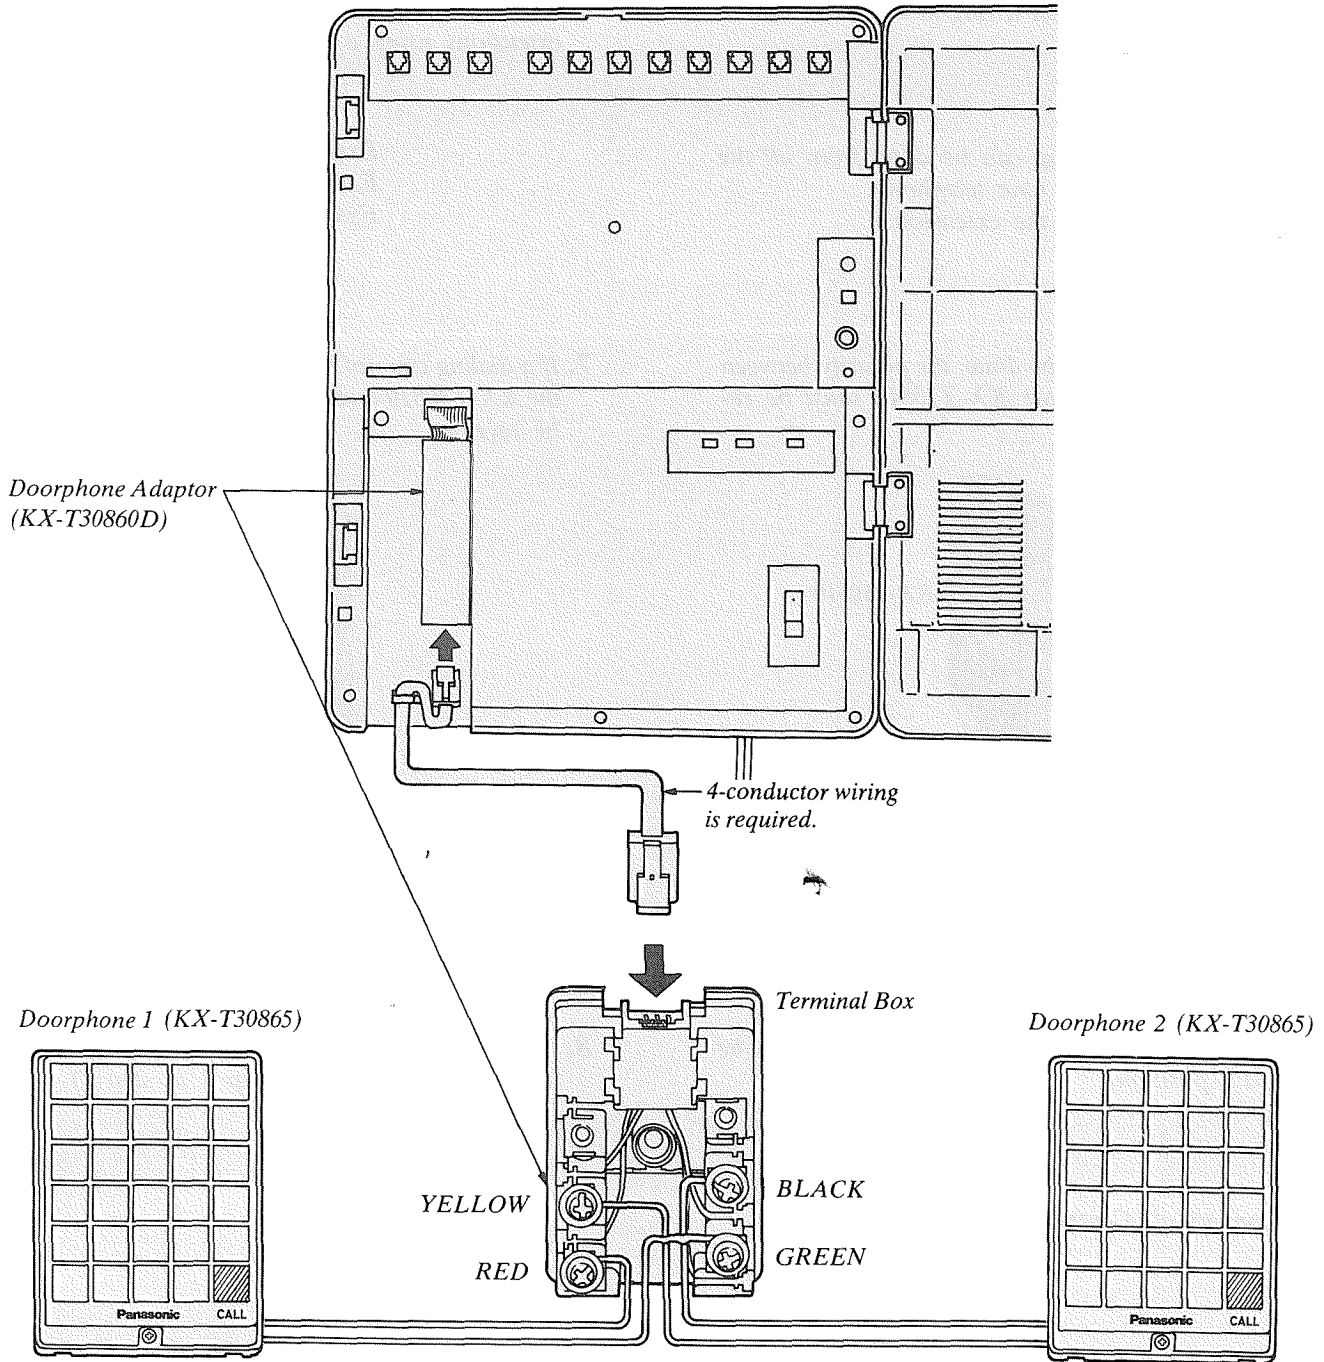 Doorphone Adaptor
(KX-T30860D)
4-conductor wiring
is required.
Terminal Box
Doorphone 1 (KX-T30865)
Doorphone 2 (KX-T30865)
YELLOW
BLACK
RED
GREEN
Panasonic CALL
Panasonic CALL